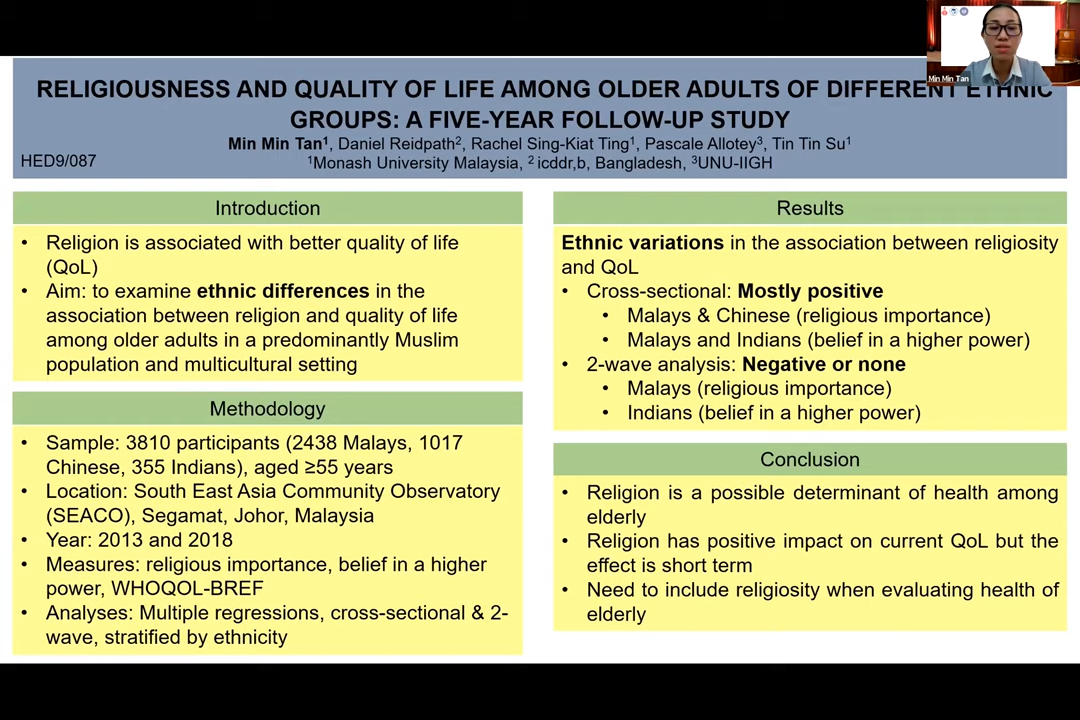 Min Min Tan
RELIGIOUSNESS AND QUALITY OF LIFE AMONG OLDER ADULTS OF DIFFERENT ETHNIC
GROUPS: A FIVE-YEAR FOLLOW-UP STUDY
Min Min Tan¹, Daniel Reidpath², Rachel Sing-Kiat Ting¹, Pascale Allotey³, Tin Tin Su¹
HED9/087
¹Monash University Malaysia, ² icddr,b, Bangladesh, ³UNU-IIGH
Introduction
• Religion is associated with better quality of life
(QoL)
• Aim: to examine ethnic differences in the
association between religion and quality of life
among older adults in a predominantly Muslim
population and multicultural setting
Methodology
• Sample: 3810 participants (2438 Malays, 1017
Chinese, 355 Indians), aged ≥55 years
• Location: South East Asia Community Observatory
(SEACO), Segamat, Johor, Malaysia
• Year: 2013 and 2018
• Measures: religious importance, belief in a higher
power, WHOQOL-BREF
• Analyses: Multiple regressions, cross-sectional & 2-
wave, stratified by ethnicity
Results
Ethnic variations in the association between religiosity
and QoL
• Cross-sectional: Mostly positive
• Malays & Chinese (religious importance)
• Malays and Indians (belief in a higher power)
• 2-wave analysis: Negative or none
• Malays (religious importance)
• Indians (belief in a higher power)
Conclusion
• Religion is a possible determinant of health among
elderly
• Religion has positive impact on current QoL but the
effect is short term
• Need to include religiosity when evaluating health of
elderly